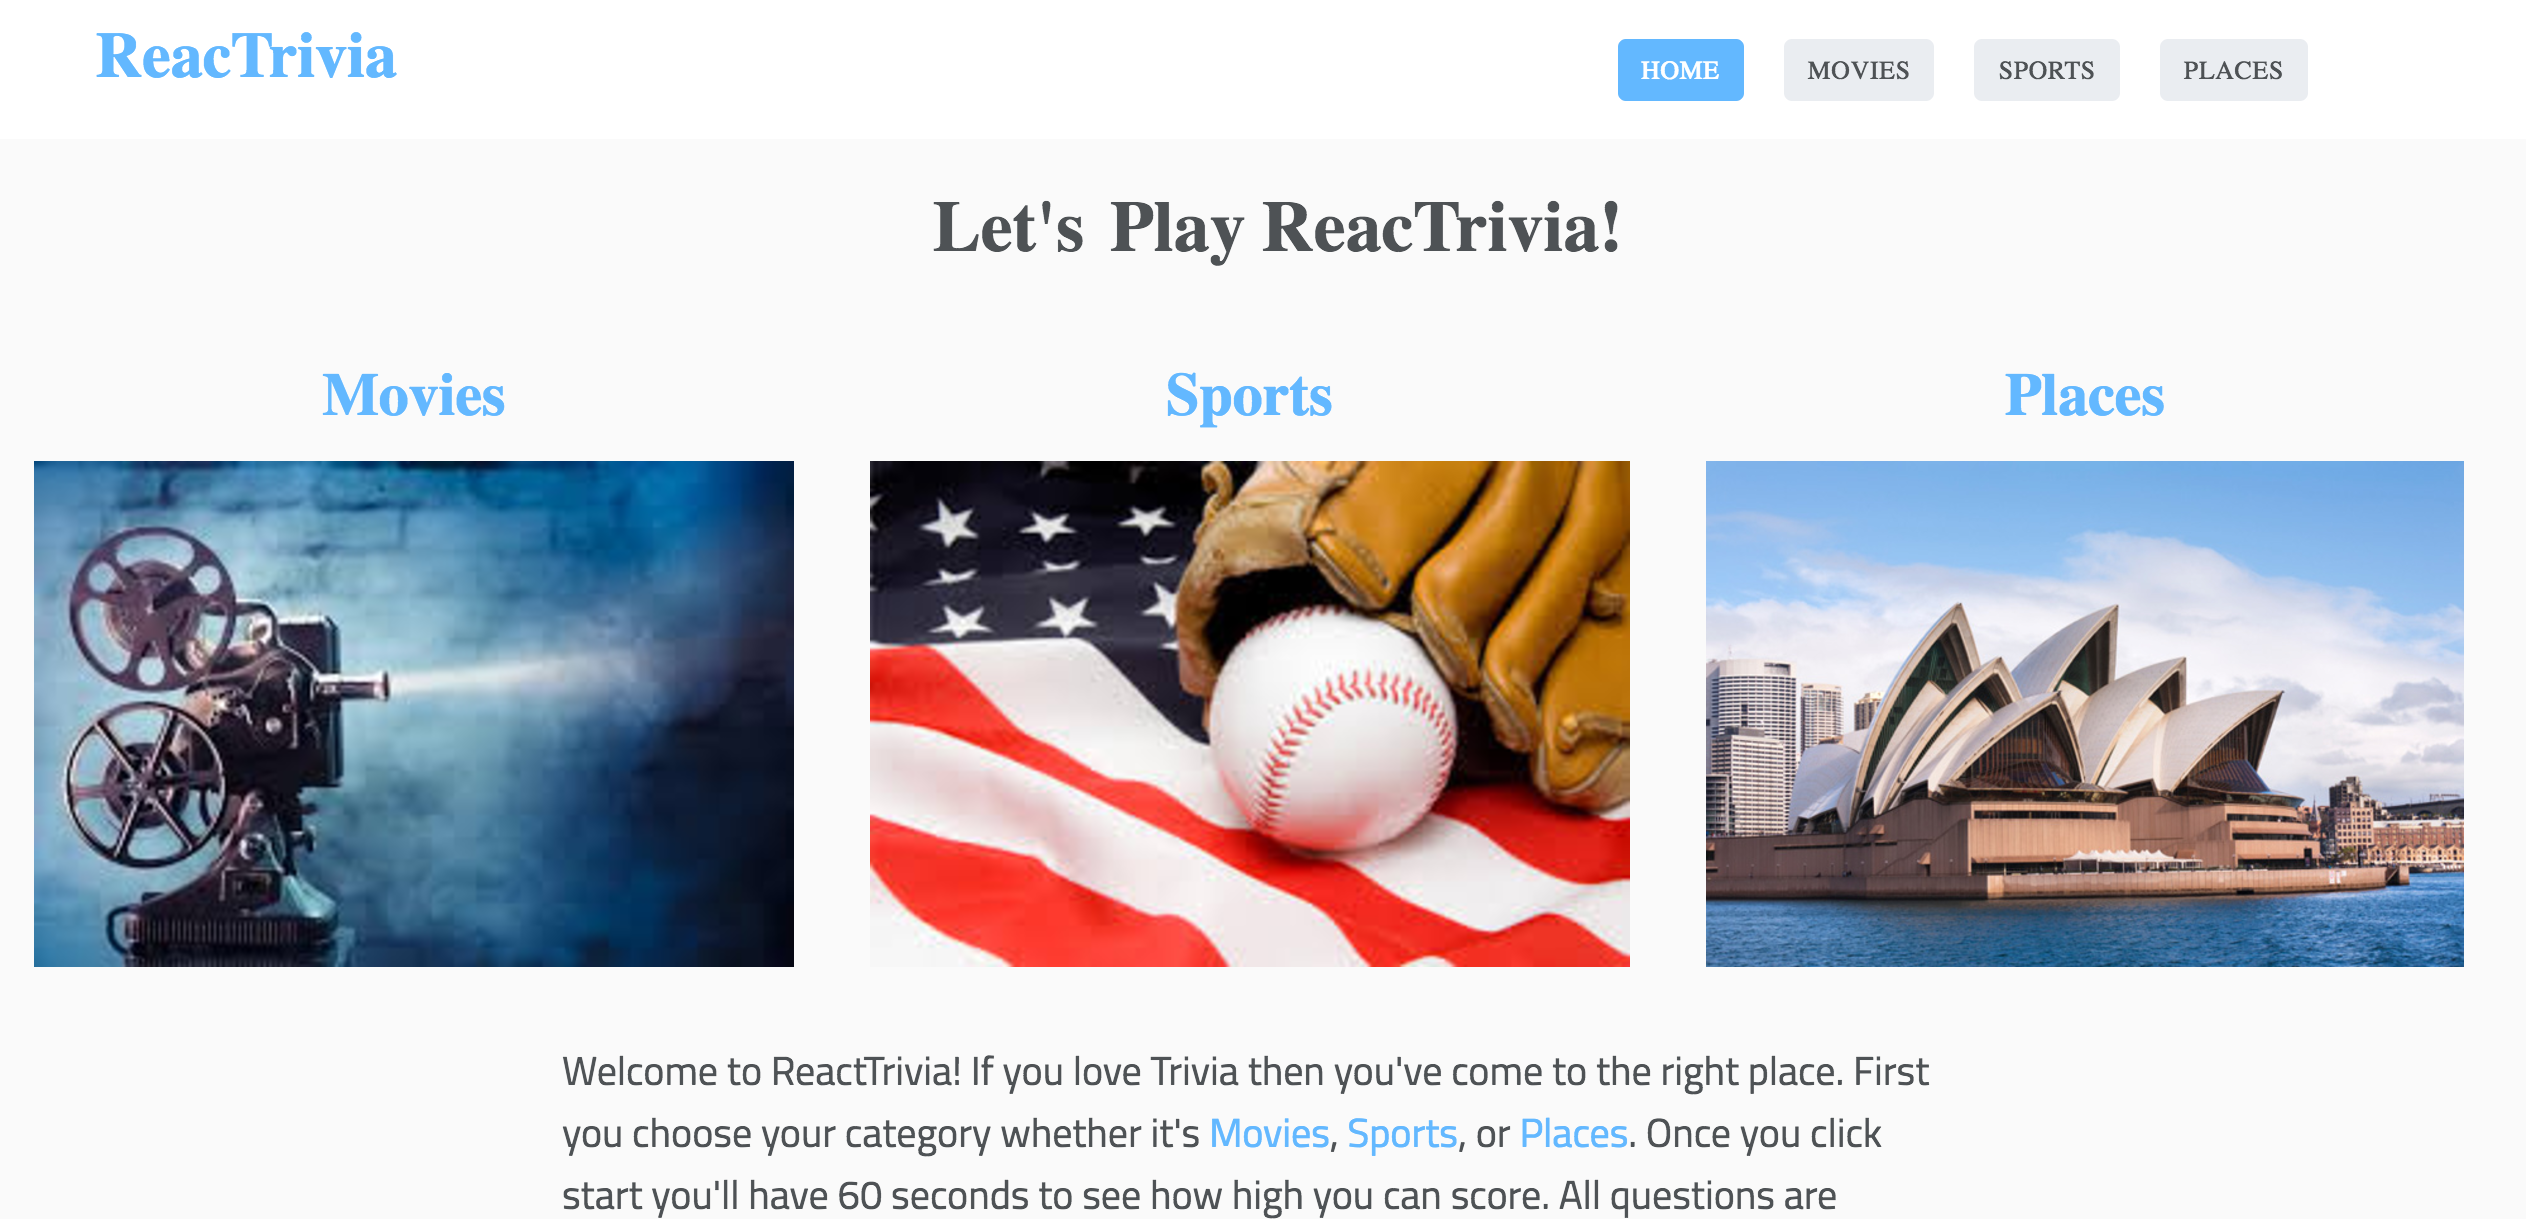 ReacTrivia
HOME
MOVIES
SPORTS
PLACES
Let's Play ReacTrivia!
Movies
Sports
Places
Welcome to ReactTrivia! If you love Trivia then you've come to the right place. First
you choose your category whether it's Movies, Sports, or Places. Once you click
start you'll have 60 seconds to see how high you can score. All questions are